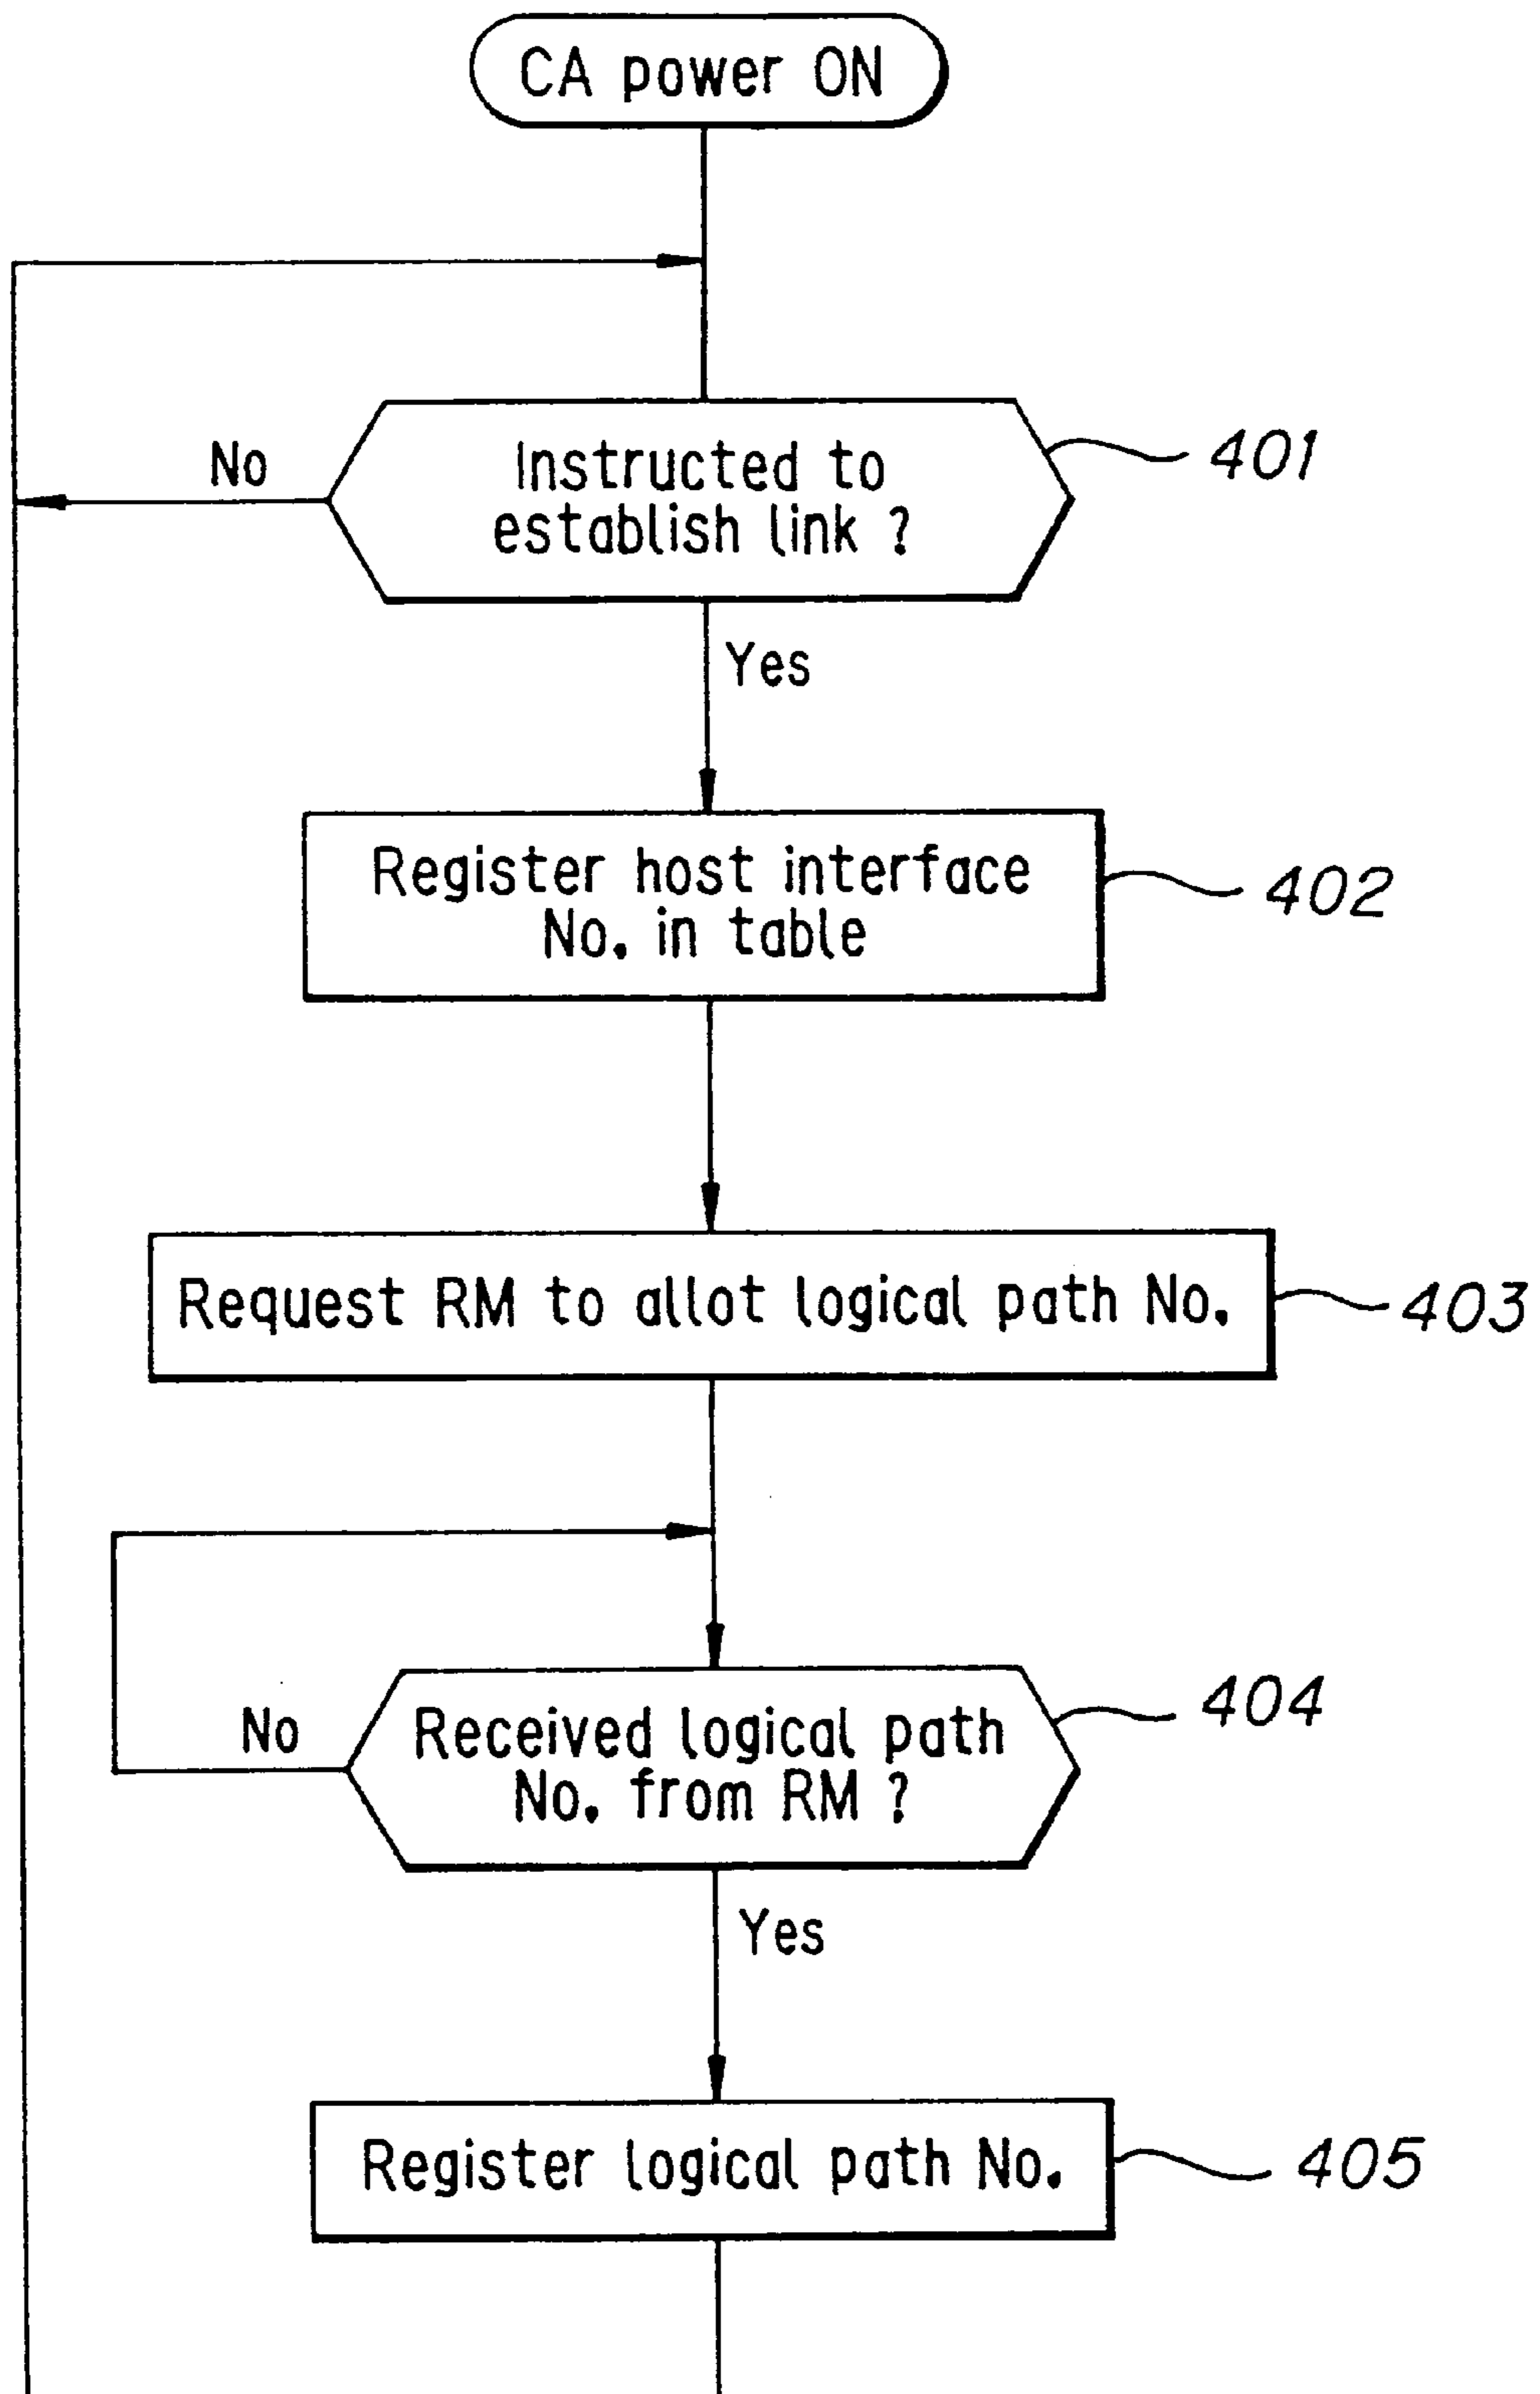 CA power ON
Instructed to
establish link ?
401
No
Yes
Register host interface
No. in table
402
Request RM to allot logical path No.
403
Received logical path
No. from RM ?
404
No
Yes
Register logical path No.
405